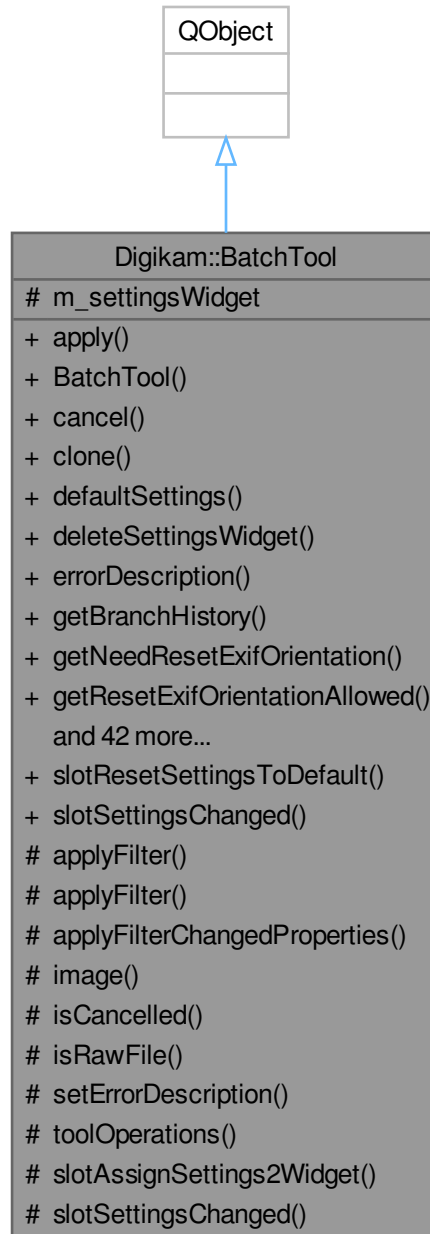 QObject
Digikam::BatchTool
# m_settingsWidget
+ apply()
+ BatchTool()
+ cancel()
+ clone()
+ defaultSettings()
+ deleteSettingsWidget()
+ errorDescription()
+ getBranchHistory()
+ getNeedResetExifOrientation()
+ getResetExifOrientationAllowed()
and 42 more...
+ slotResetSettingsToDefault()
+ slotSettingsChanged()
# applyFilter()
# applyFilter()
# applyFilterChangedProperties()
# image()
# isCancelled()
# isRawFile()
# setErrorDescription()
# toolOperations()
# slotAssignSettings2Widget()
# slotSettingsChanged()